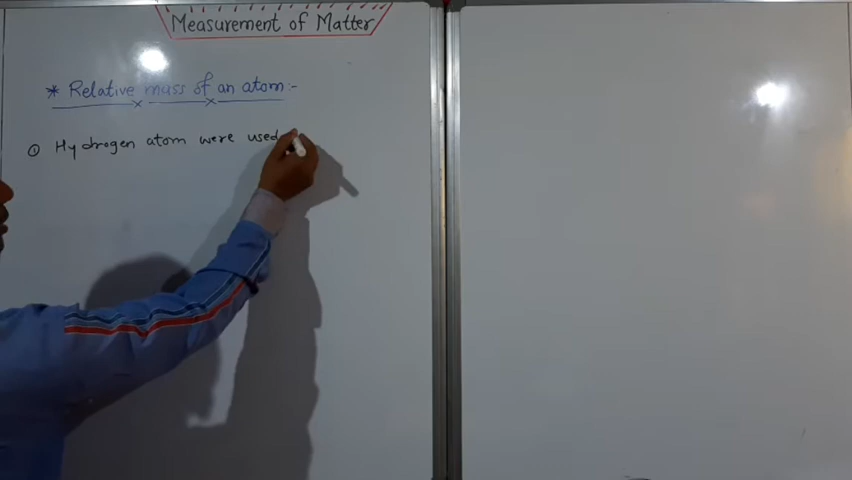 Measurement of Matter
* Relative mass of an atom :-
① Hydrogen atom were used